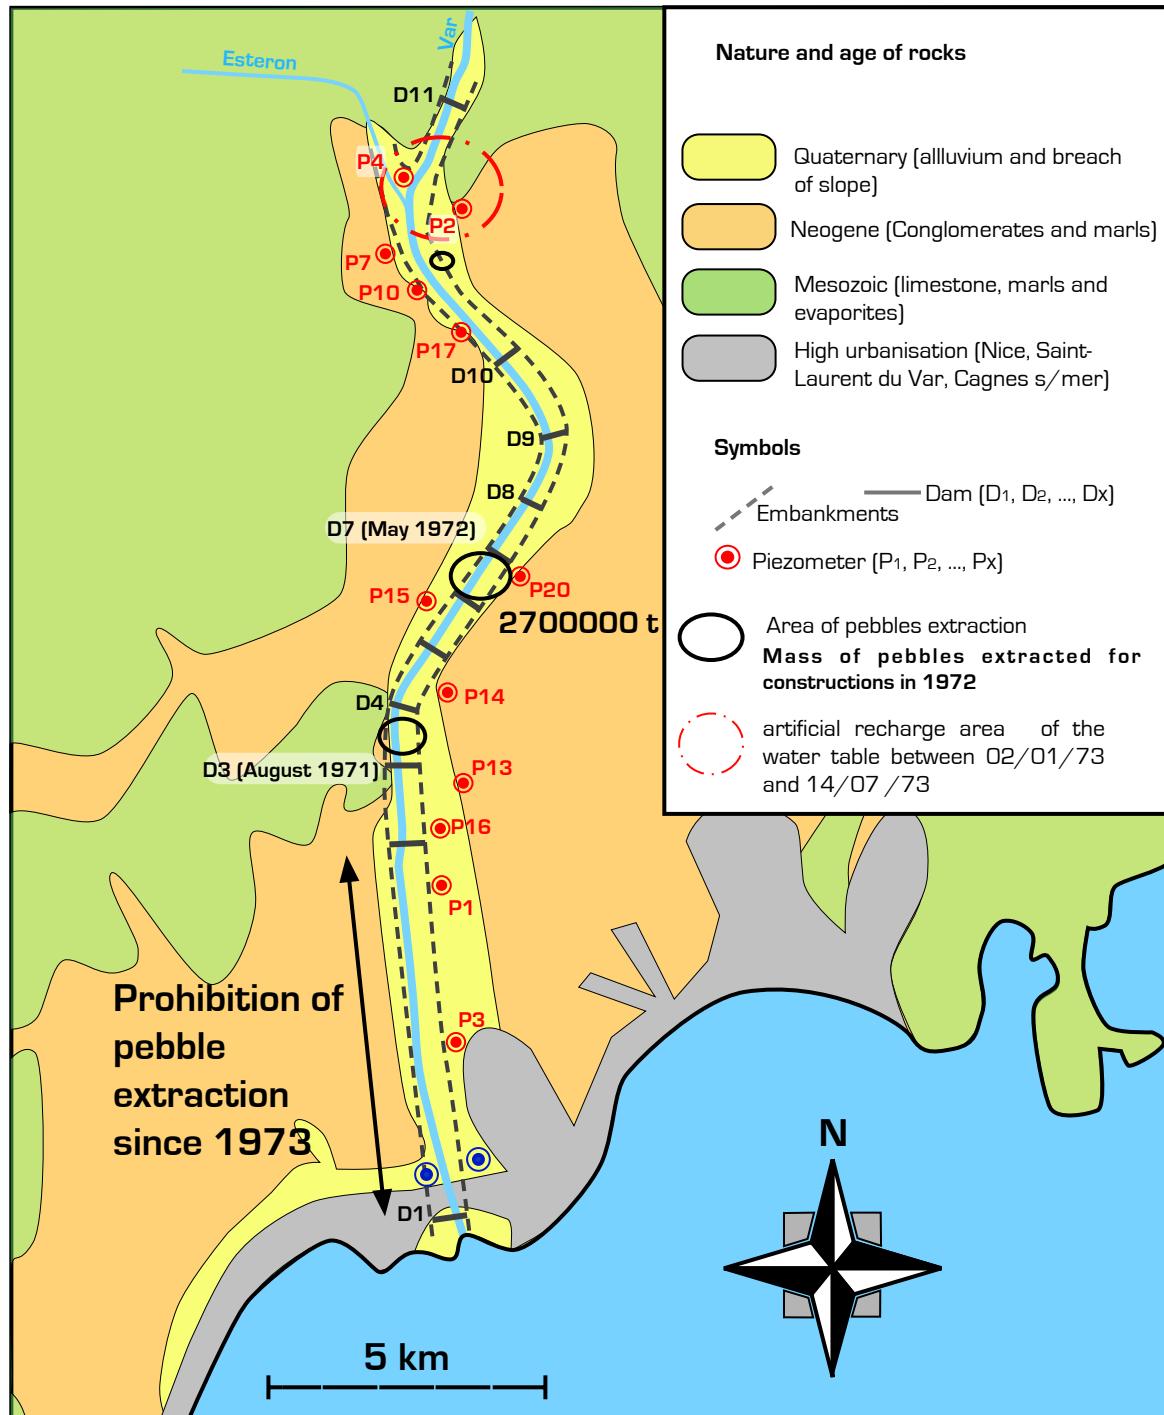 Var
Esteron
D11
P4
P2
P7
P10
P17
D10
D9
D8
D7 (May 1972)
P20
P15
2700000 t
P14
D4
P13
D3 (August 1971)
P16
P1
Prohibition of
pebble
extraction
since 1973
P3
D1
5 km
N
Nature and age of rocks
Quaternary (allluvium and breach
of slope)
Neogene (Conglomerates and marls)
Mesozoic (limestone, marls and
evaporites)
High urbanisation (Nice, Saint-
Laurent du Var, Cagnes s/mer)
Symbols
Dam (D1, D2, ..., Dx)
Embankments
Piezometer (P1, P2, ..., Px)
Area of pebbles extraction
Mass of pebbles extracted for
constructions in 1972
artificial recharge area of the
water table between 02/01/73
and 14/07 /73